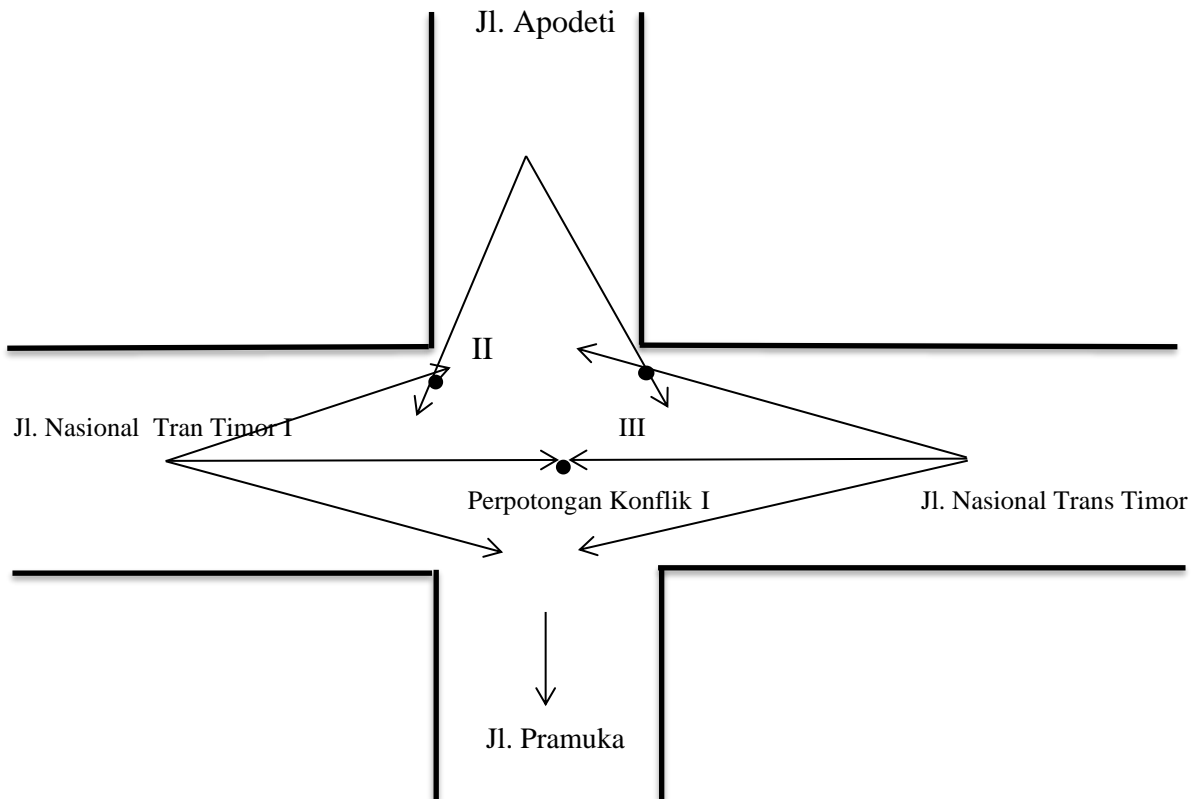 Jl. Apodeti
II
Jl. Nasional Tran Timor I
III
Perpotongan Konflik I
Jl. Nasional Trans Timor
Jl. Pramuka